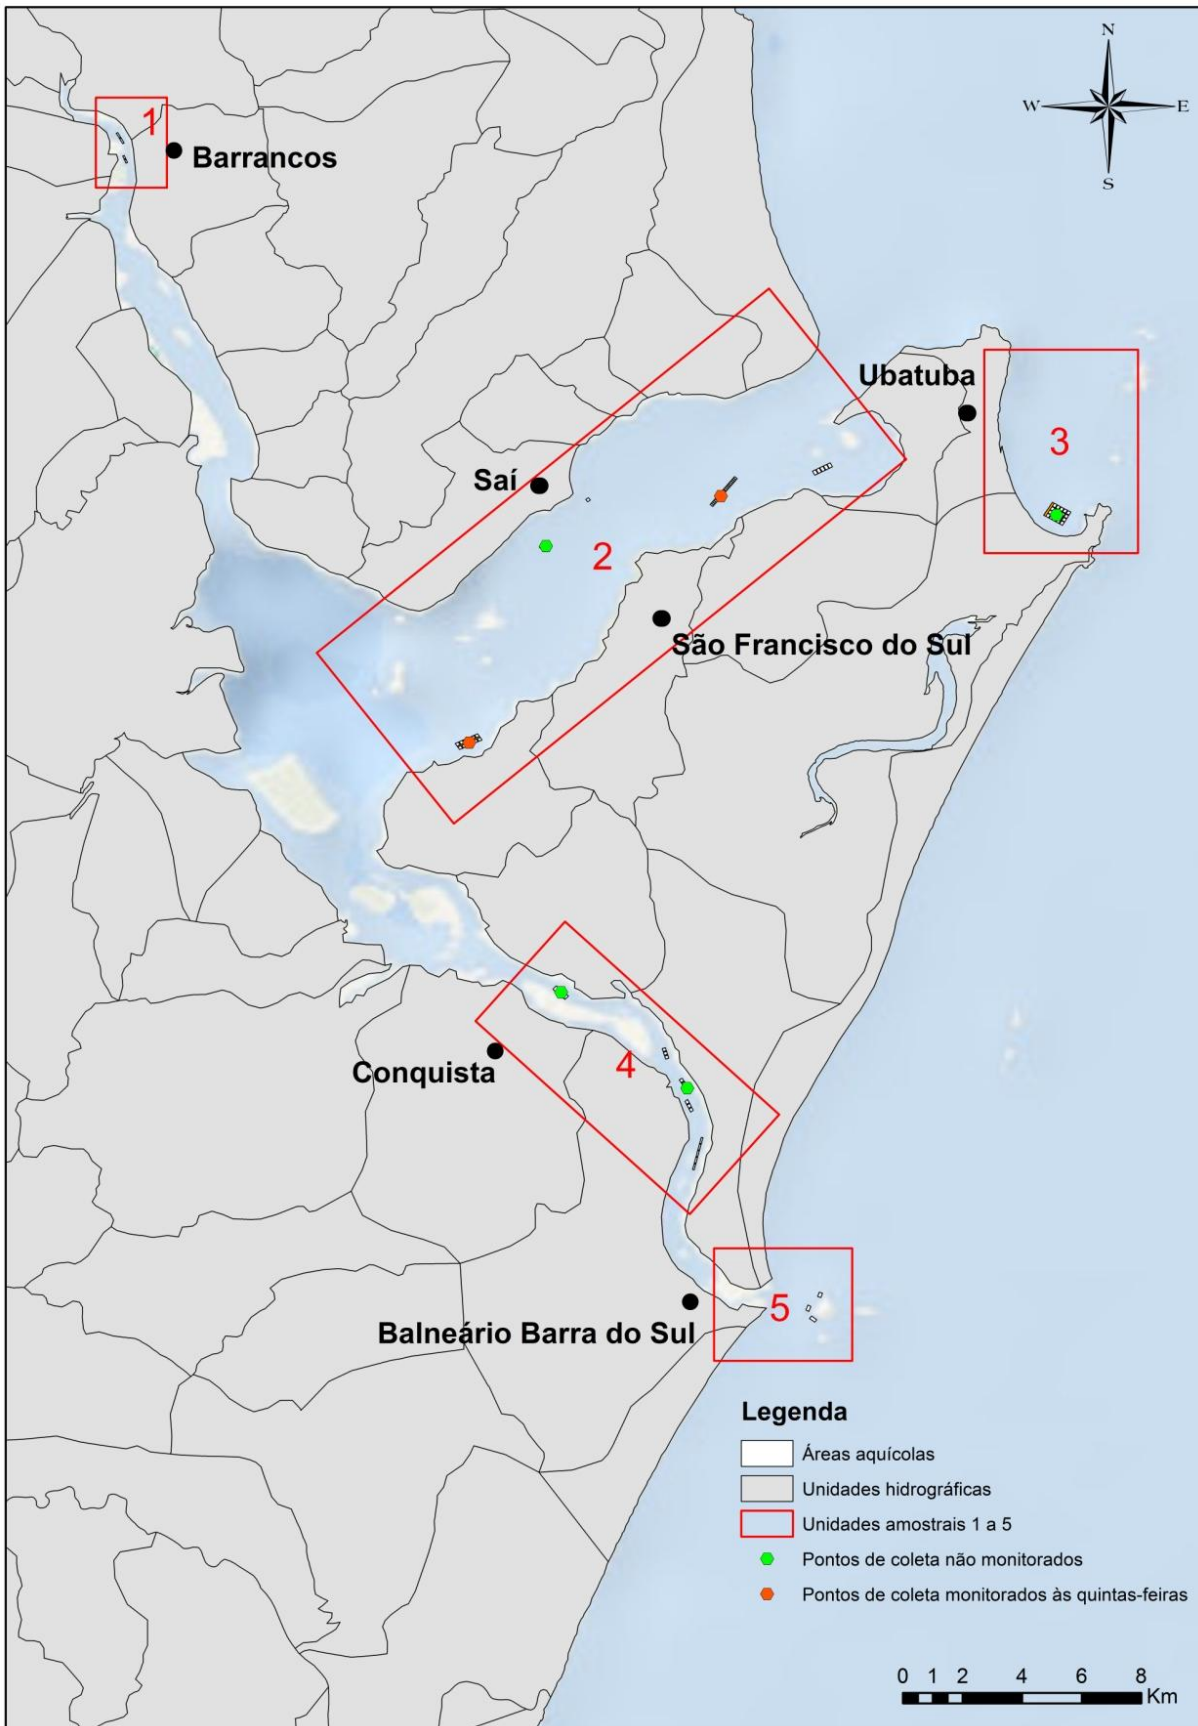 N
W
E
S
1
Barrancos
Ubatuba
3
Saí
2
São Francisco do Sul
Conquista
4
5
Balneário Barra do Sul
Legenda
Áreas aquícolas
Unidades hidrográficas
Unidades amostrais 1 a 5
Pontos de coleta não monitorados
Pontos de coleta monitorados às quintas-feiras
0 1 2 4 6 8
Km